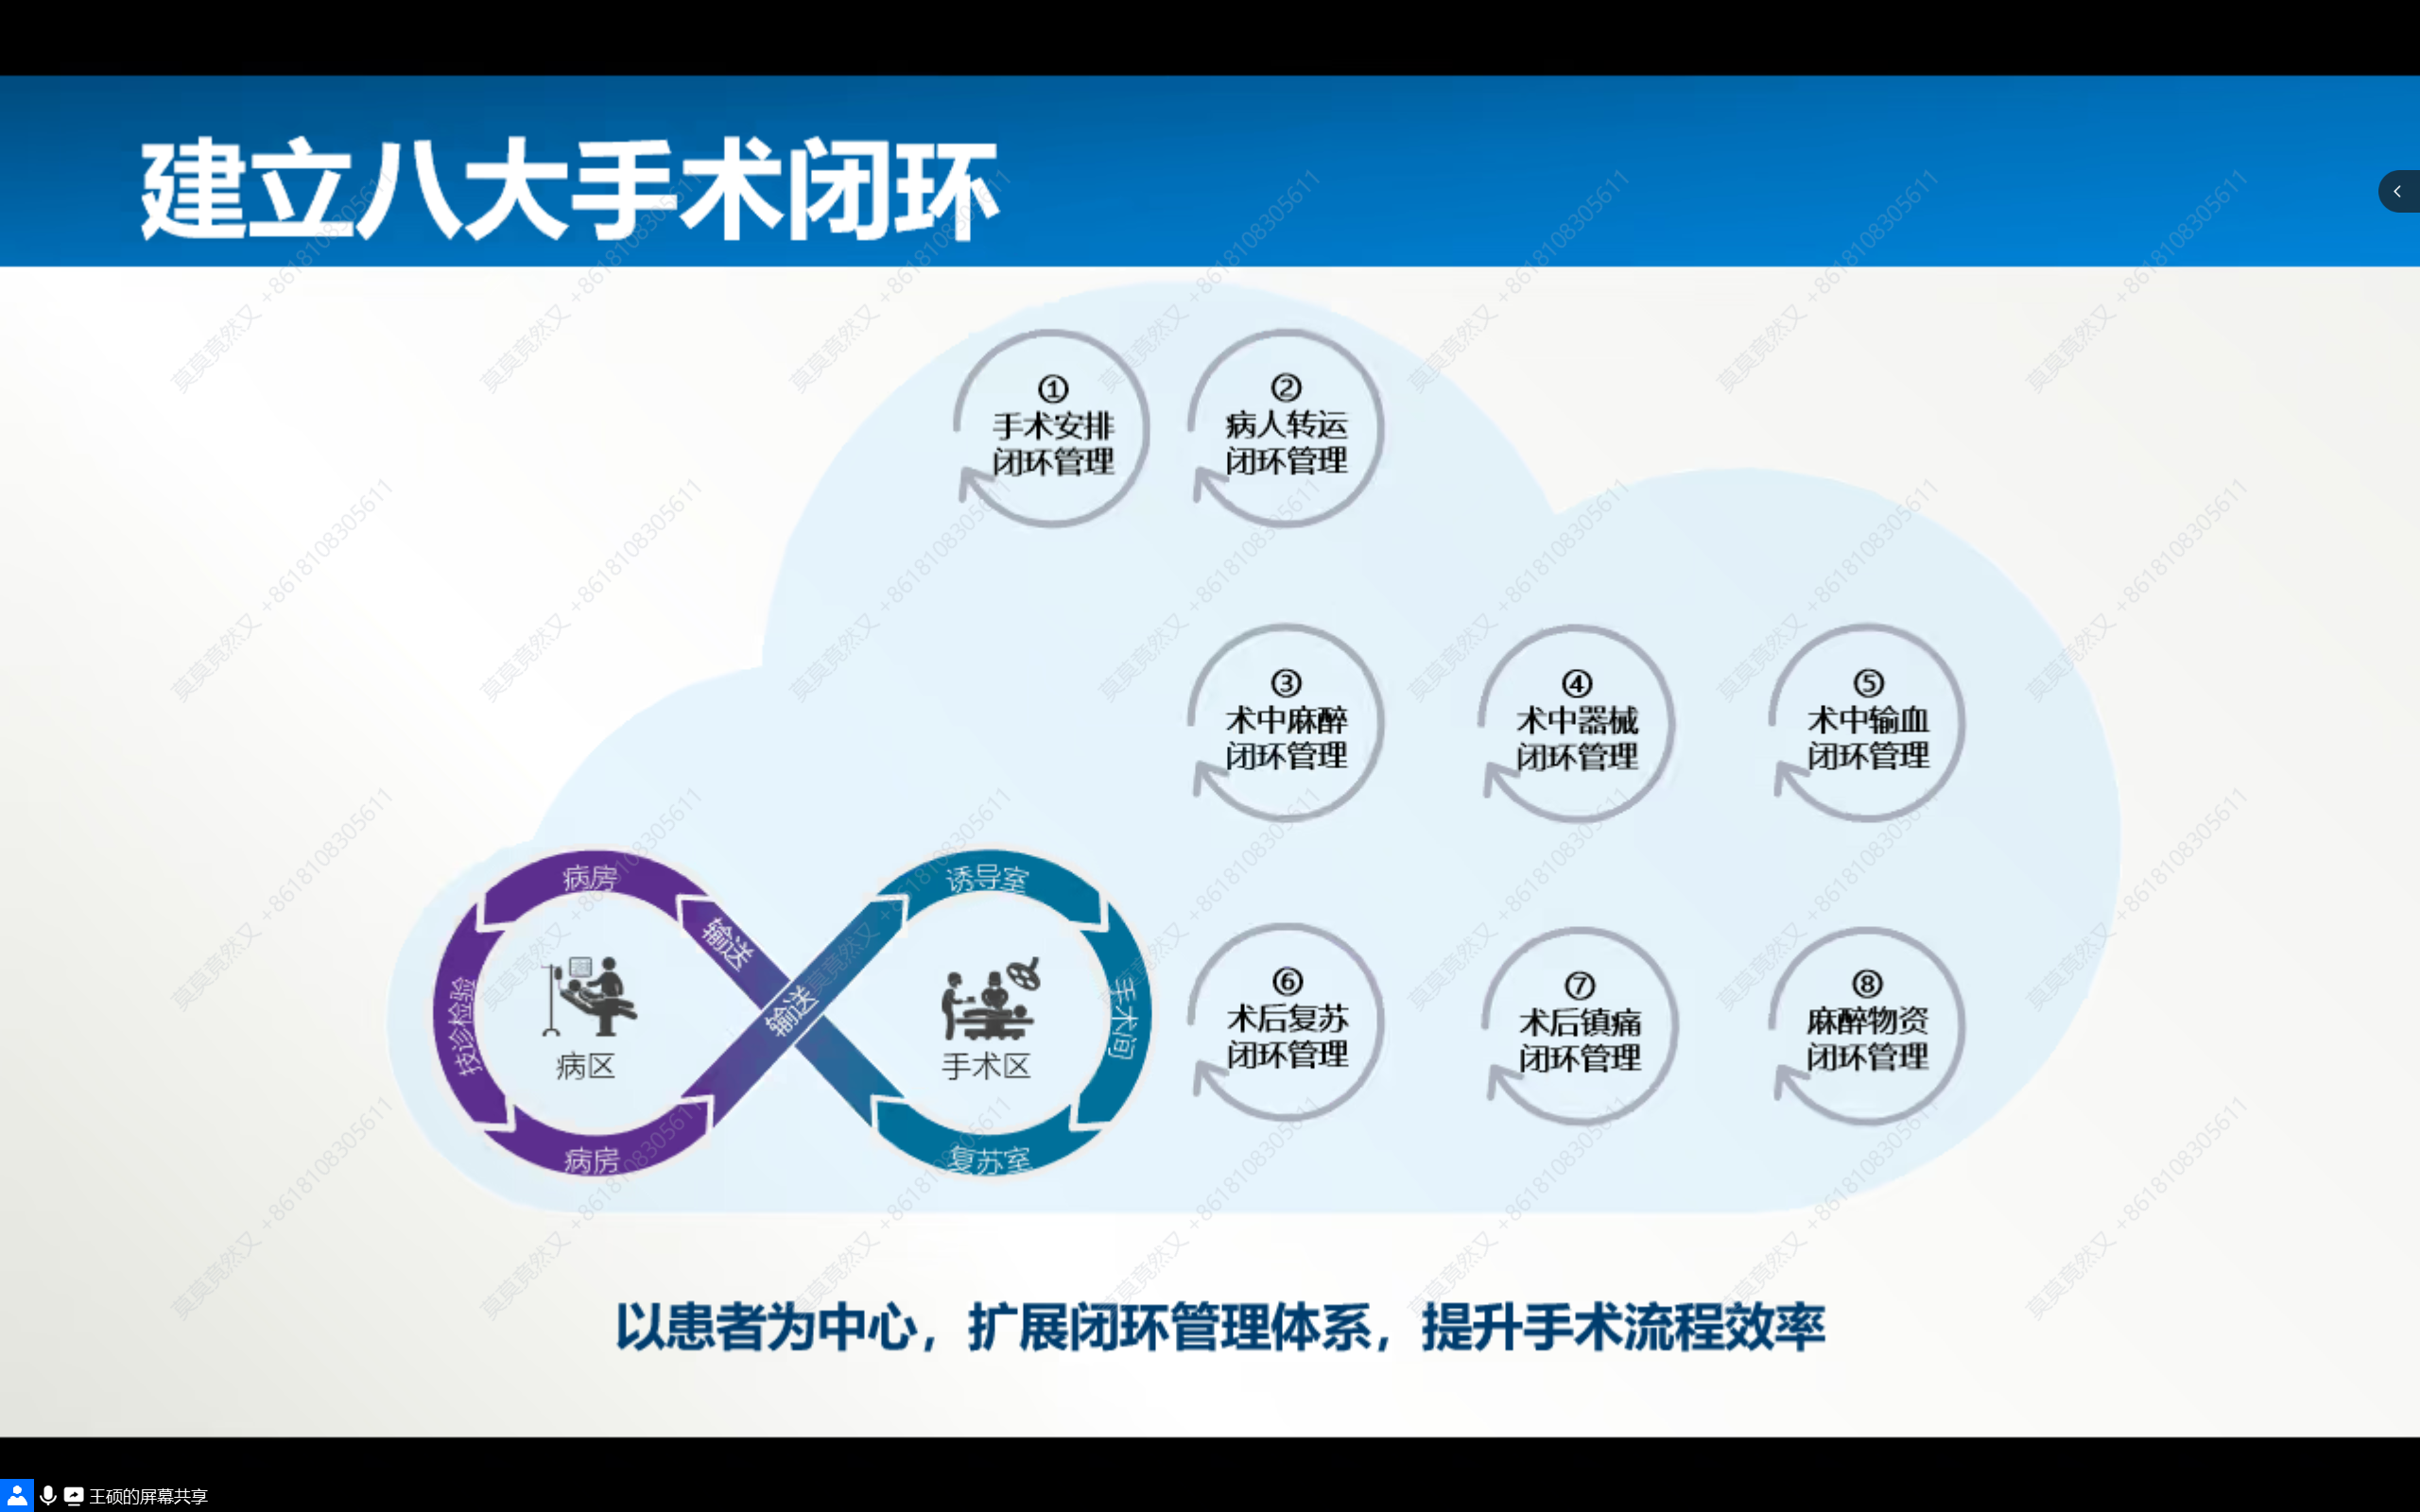 建立八大手术闭环
①
手术安排
闭环管理
②
病人转运
闭环管理
③
术中麻醉
闭环管理
④
术中器械
闭环管理
⑤
术中输血
闭环管理
病房
输送
诱导室
技诊检验
病区
输送
手术区
手术间
病房
复苏室
⑥
术后复苏
闭环管理
⑦
术后镇痛
闭环管理
⑧
麻醉物资
闭环管理
以患者为中心，扩展闭环管理体系，提升手术流程效率
莫莫竟然又 +8618108305611
王硕的屏幕共享